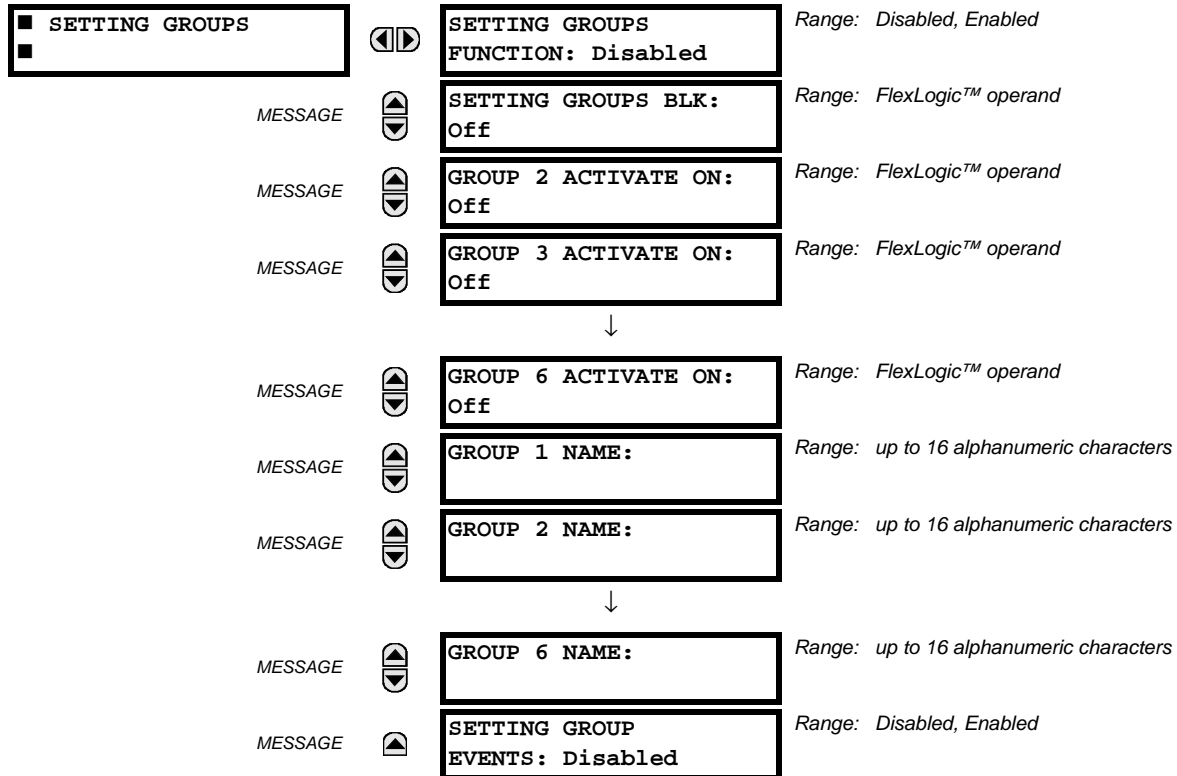 ■ SETTING GROUPS
■
SETTING GROUPS
FUNCTION: Disabled
Range: Disabled, Enabled
MESSAGE
SETTING GROUPS BLK:
Off
Range: FlexLogic™ operand
MESSAGE
GROUP 2 ACTIVATE ON:
Off
Range: FlexLogic™ operand
MESSAGE
GROUP 3 ACTIVATE ON:
Off
Range: FlexLogic™ operand
↓
MESSAGE
GROUP 6 ACTIVATE ON:
Off
Range: FlexLogic™ operand
MESSAGE
GROUP 1 NAME:
Range: up to 16 alphanumeric characters
MESSAGE
GROUP 2 NAME:
Range: up to 16 alphanumeric characters
↓
MESSAGE
GROUP 6 NAME:
Range: up to 16 alphanumeric characters
MESSAGE
SETTING GROUP
EVENTS: Disabled
Range: Disabled, Enabled